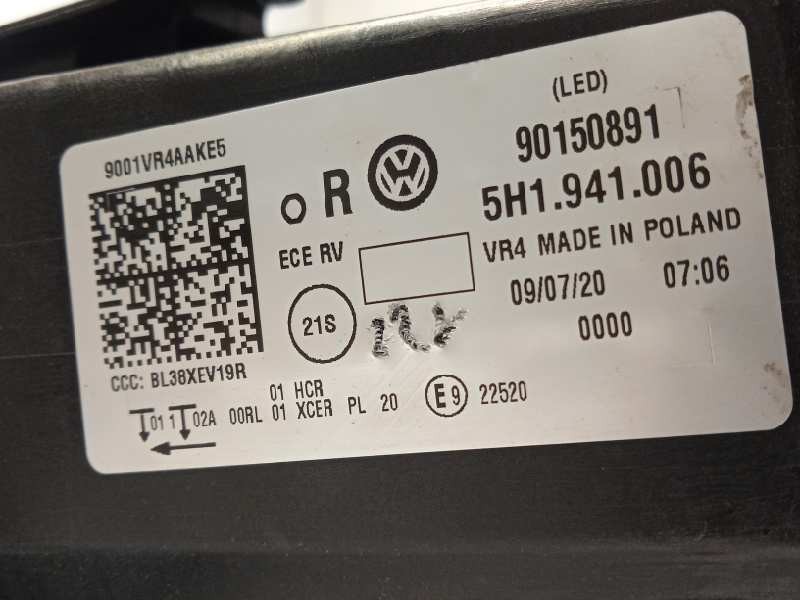 (LED)
9001VR4AAKE5
R
90150891
5H1.941.006
ECE RV
VR4 MADE IN POLAND
21S
09/07/20 07:06
0000
CCC: BL38XEV19R
01 HCR
01 1 02A 00RL 01 XCER PL 20 E9 22520